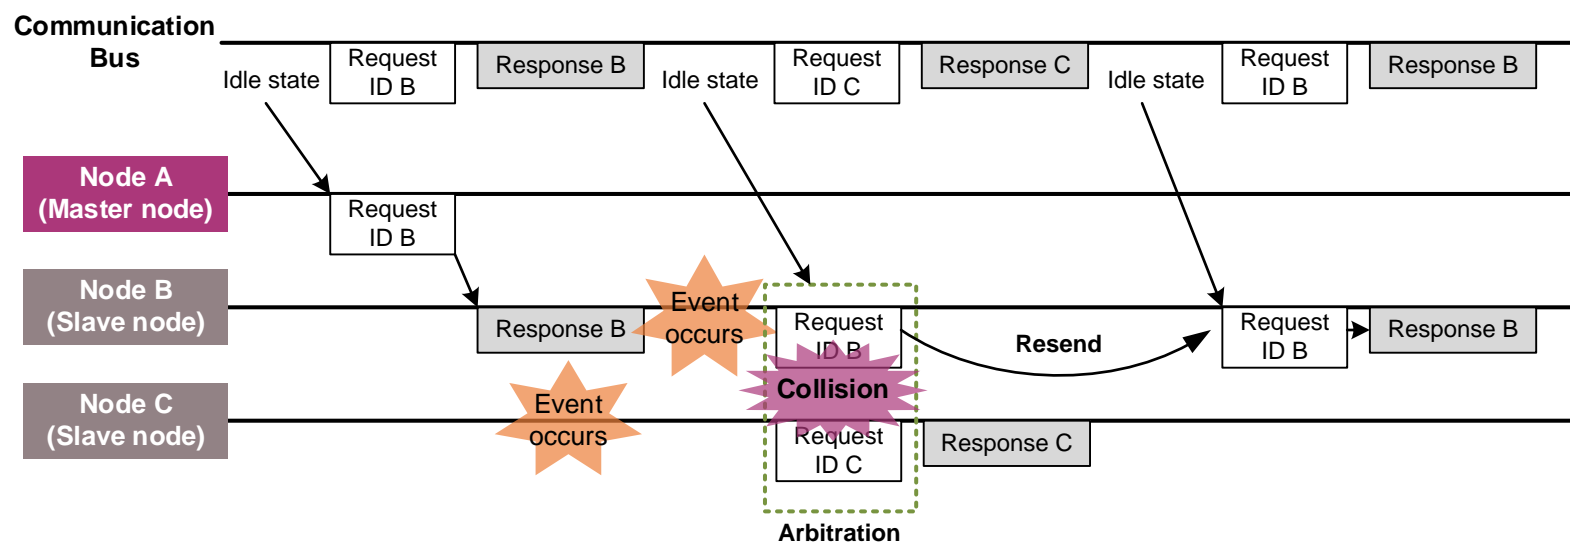 Communication
Bus
Idle state
Request
ID B
Response B
Idle state
Request
ID C
Response C
Idle state
Request
ID B
Response B
Node A
(Master node)
Request
ID B
Node B
(Slave node)
Response B
Event
occurs
Request
ID B
Resend
Request
ID B
Response B
Collision
Node C
(Slave node)
Event
occurs
Request
ID C
Response C
Arbitration